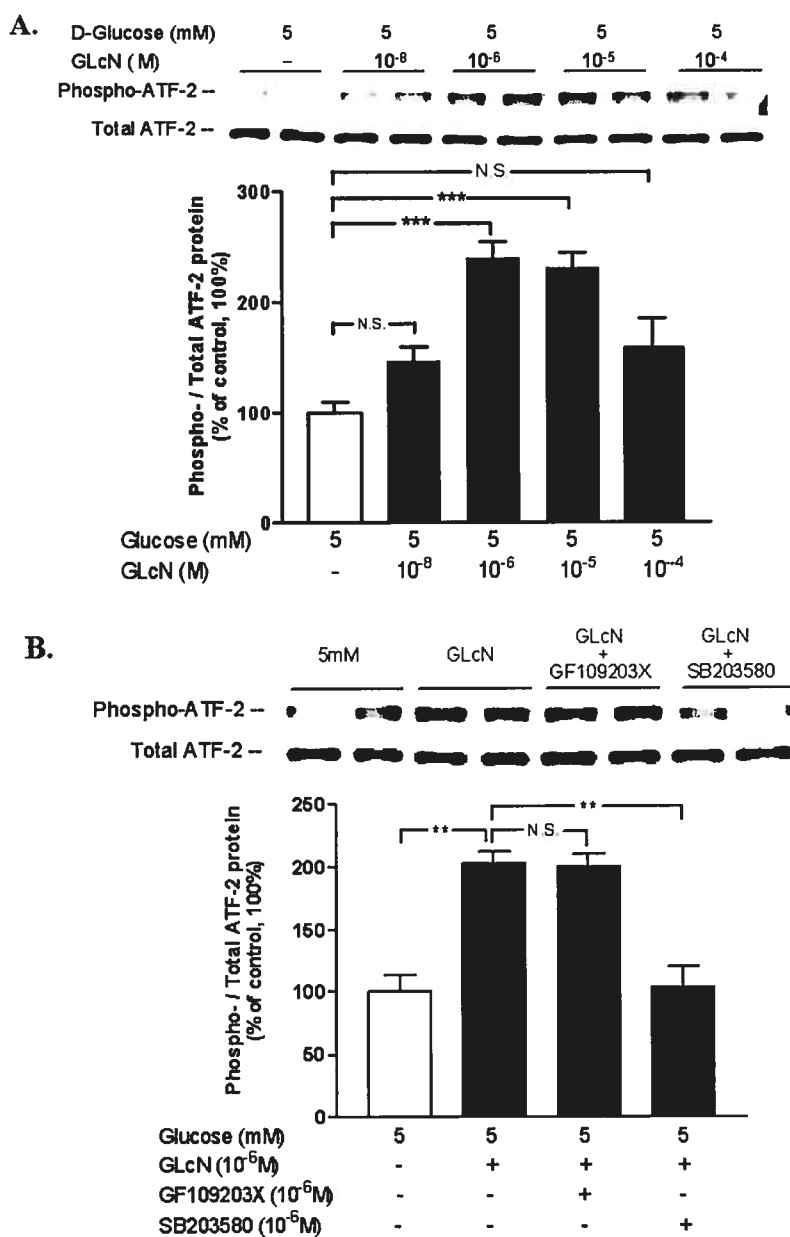 A.
D-Glucose (mM) 5 5 5 5 5
GLcN ( M) - 10-8 10-6 10-5 10-4
Phospho-ATF-2 --
Total ATF-2 --
N.S
***
***
N.S.
Phospho- / Total ATF-2 protein
(% of control, 100%)
300
200
100
0
Glucose (mM) 5 5 5 5 5
GLcN (M) - 10-8 10-6 10-5 10-4
B.
5mM GLcN GLcN + GF109203X GLcN + SB203580
Phospho-ATF-2 --
Total ATF-2 --
**
** N.S.
Phospho- / Total ATF-2 protein
(% of control, 100%)
250
200
150
100
50
0
Glucose (mM) 5 5 5 5
GLcN (10-6M) - + + +
GF109203X (10-6M) - - + -
SB203580 (10-6M) - - - +